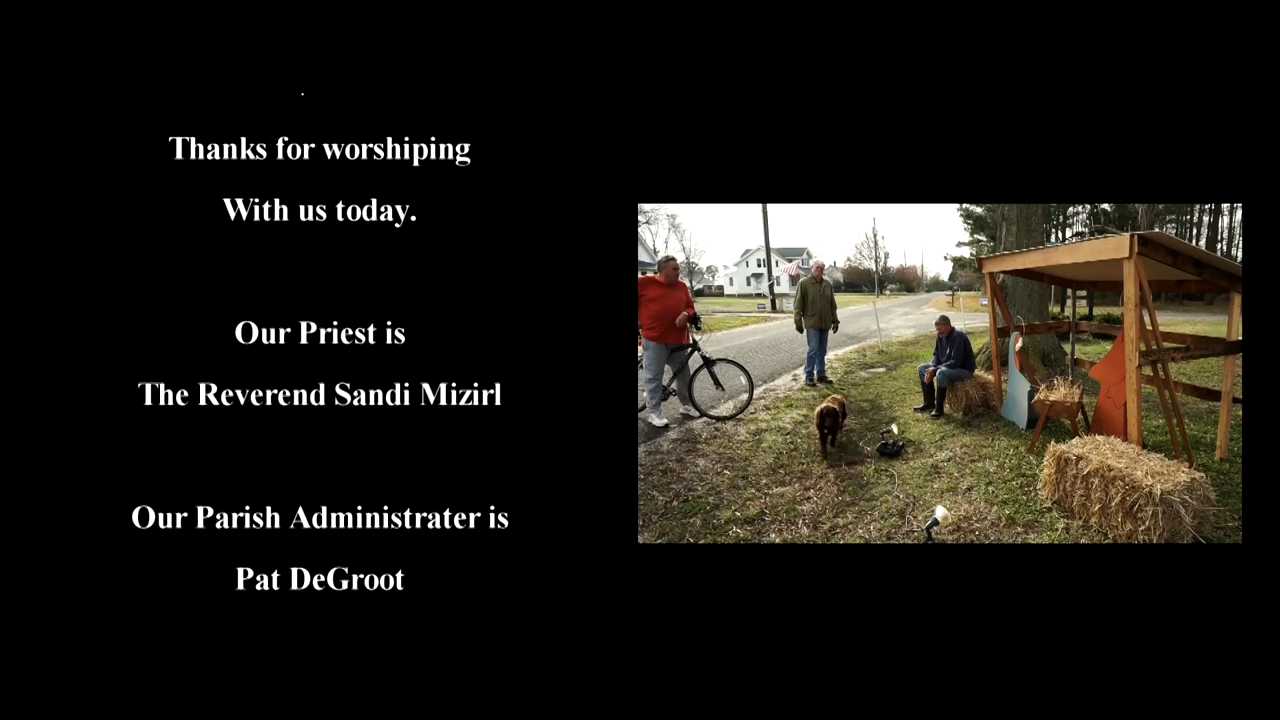 .
Thanks for worshiping
With us today.
Our Priest is
The Reverend Sandi Mizirl
Our Parish Administrater is
Pat DeGroot